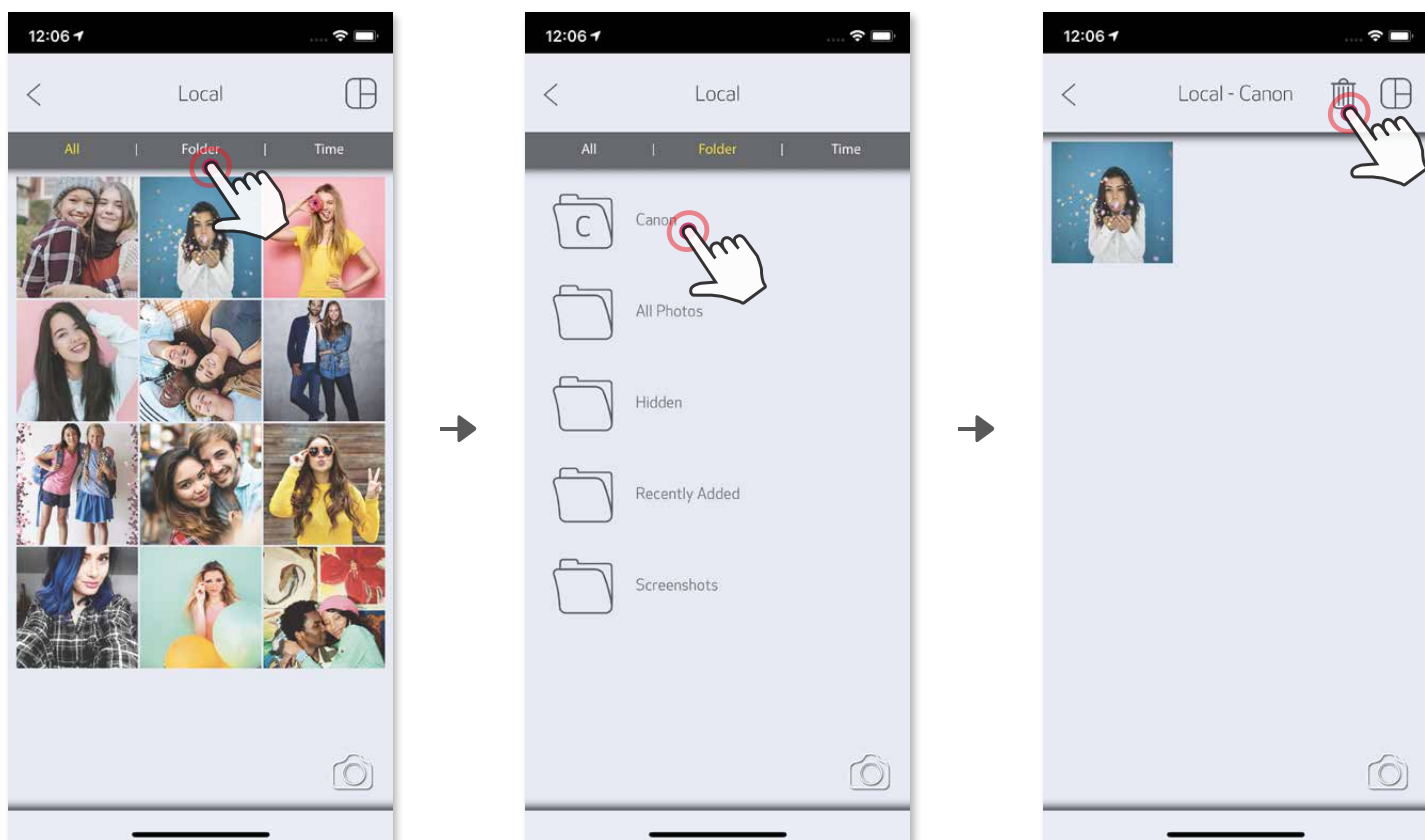 12:06
Local
All | Folder | Time
12:06
Local
All | Folder | Time
C
Canon
All Photos
Hidden
Recently Added
Screenshots
12:06
Local - Canon